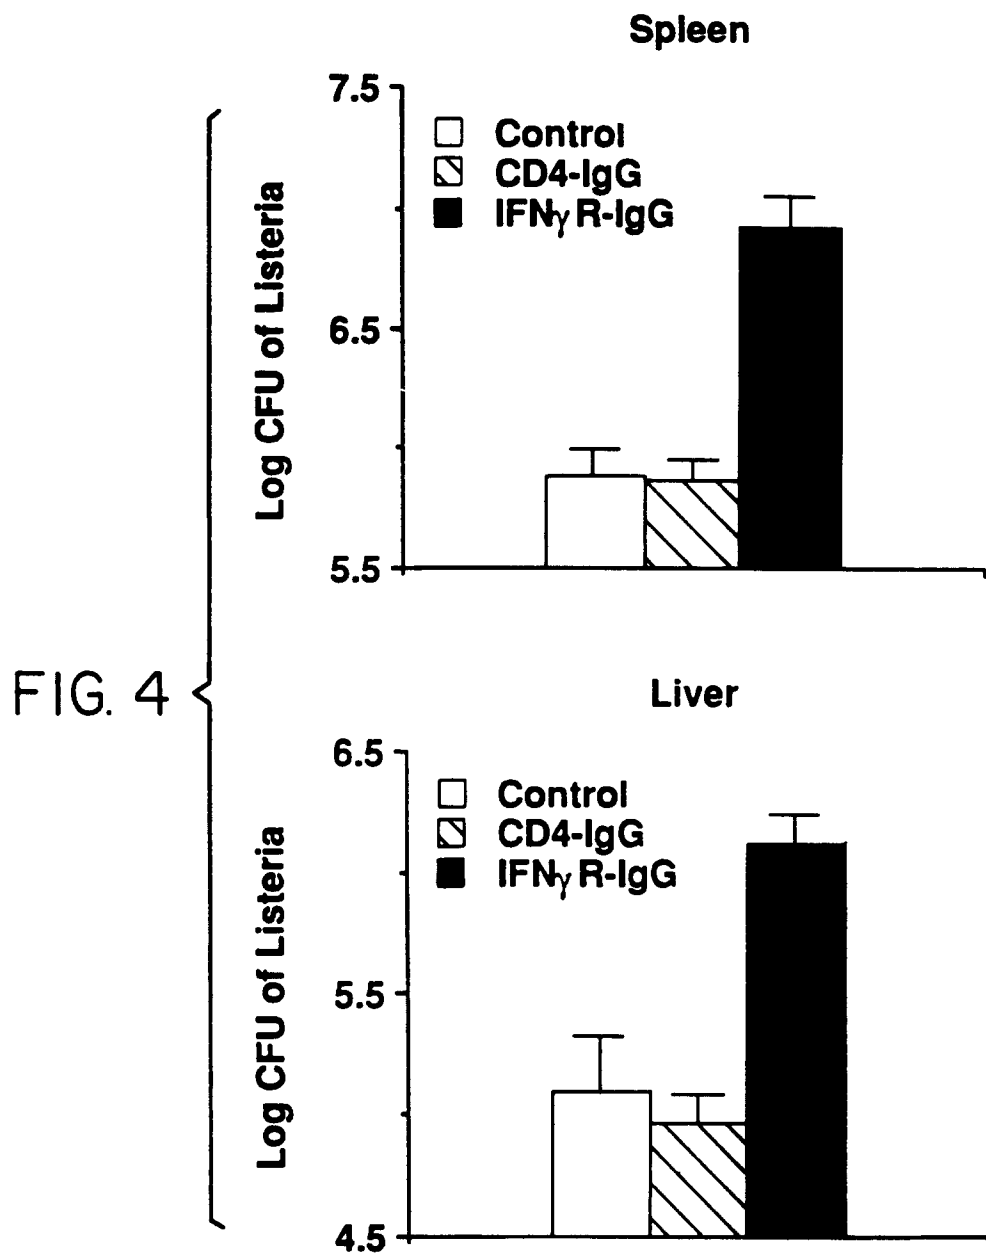 Spleen
7.5
Control
CD4-IgG
IFNγ R-IgG
6.5
5.5
Log CFU of Listeria
FIG. 4
Liver
6.5
Control
CD4-IgG
IFNγ R-IgG
5.5
4.5
Log CFU of Listeria